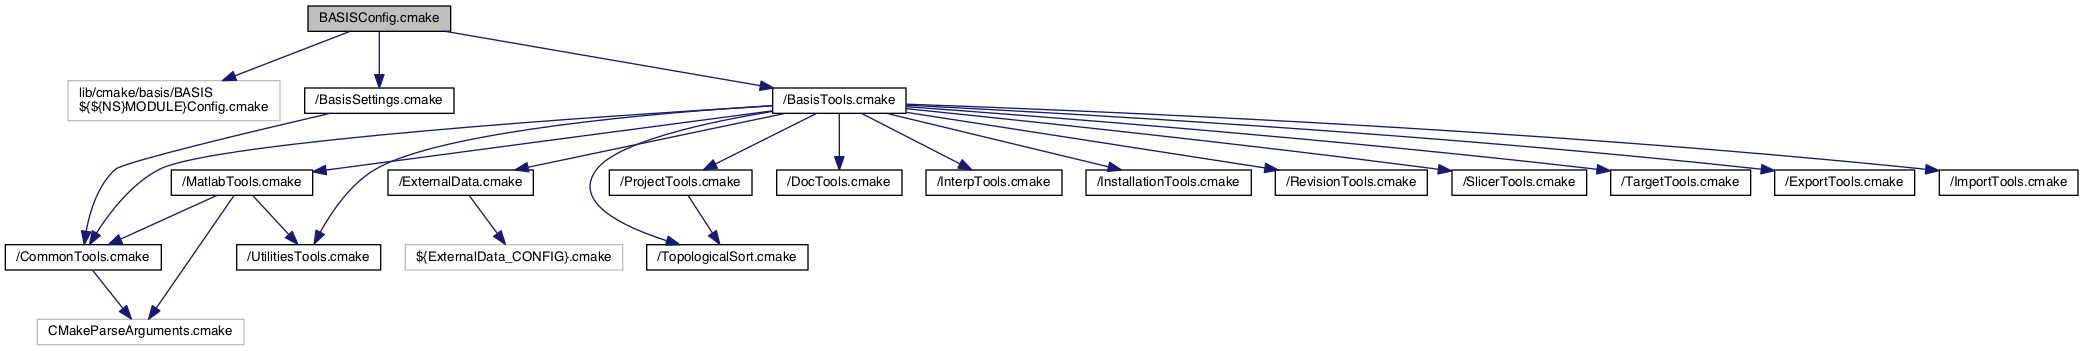 BASISConfig.cmake
lib/cmake/basis/BASIS
${${NS}MODULE}Config.cmake
/BasisSettings.cmake
/BasisTools.cmake
/MatlabTools.cmake
/ExternalData.cmake
/ProjectTools.cmake
/DocTools.cmake
/InterpTools.cmake
/InstallationTools.cmake
/RevisionTools.cmake
/SlicerTools.cmake
/TargetTools.cmake
/ExportTools.cmake
/ImportTools.cmake
/CommonTools.cmake
/UtilitiesTools.cmake
${ExternalData_CONFIG}.cmake
/TopologicalSort.cmake
CMakeParseArguments.cmake